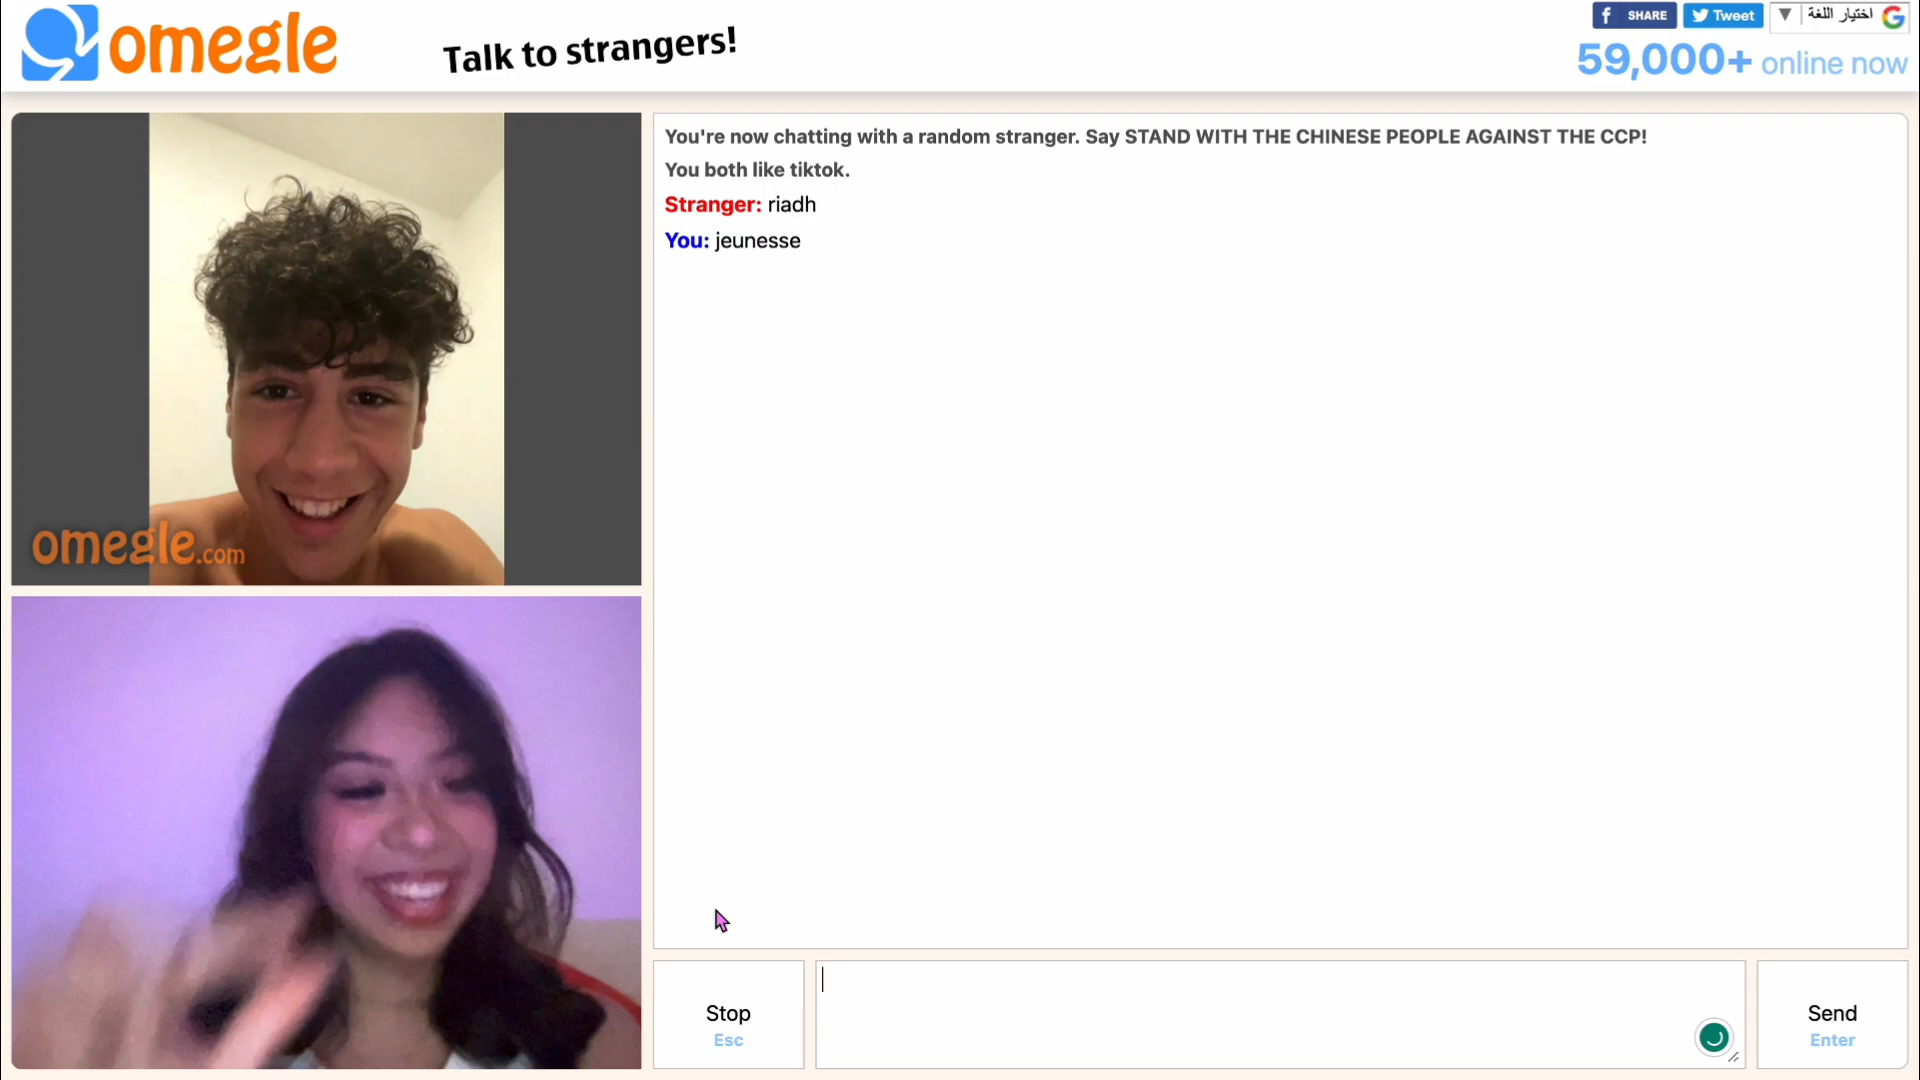 omegle
Talk to strangers!
SHARE
Tweet
اختيار اللغة
59,000+ online now
You're now chatting with a random stranger. Say STAND WITH THE CHINESE PEOPLE AGAINST THE CCP!
You both like tiktok.
Stranger: riadh
You: jeunesse
omegle.com
Stop
Esc
Send
Enter